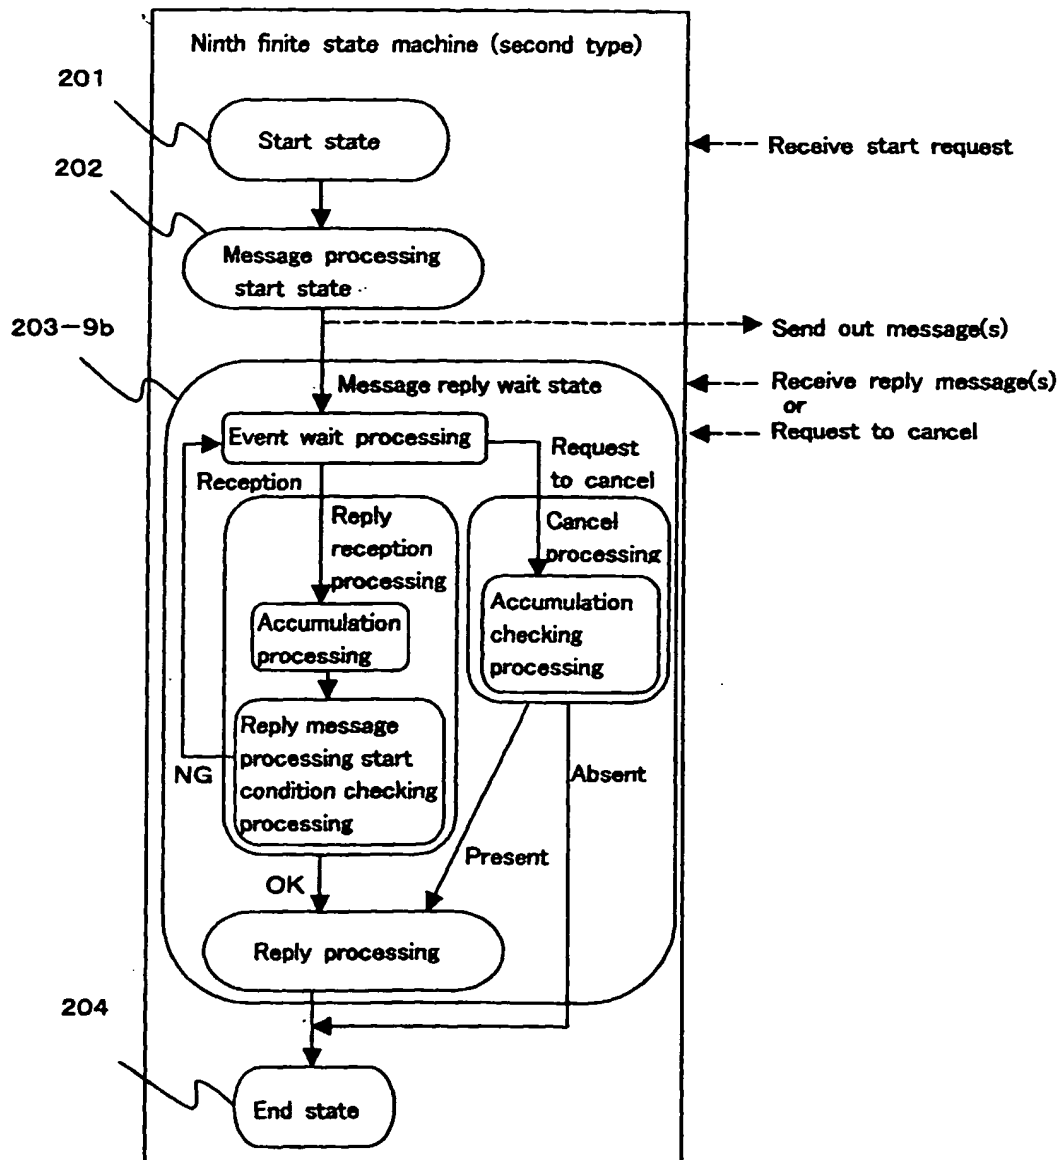 Ninth finite state machine (second type)
201
Start state
Receive start request
202
Message processing
start state
203-9b
Send out message(s)
Message reply wait state
Receive reply message(s)
or
Request to cancel
Event wait processing
Reception
Request
to cancel
Reply
reception
processing
Cancel
processing
Accumulation
processing
Accumulation
checking
processing
Reply message
processing start
condition checking
processing
NG
Absent
Present
OK
Reply processing
204
End state